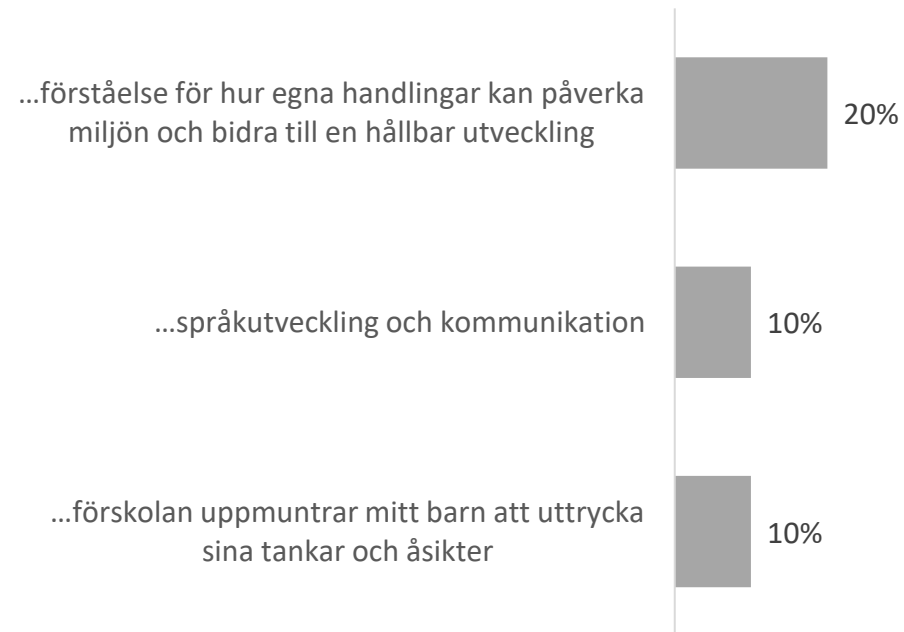 …förståelse för hur egna handlingar kan påverka
miljön och bidra till en hållbar utveckling
20%
…språkutveckling och kommunikation
10%
…förskolan uppmuntrar mitt barn att uttrycka
sina tankar och åsikter
10%